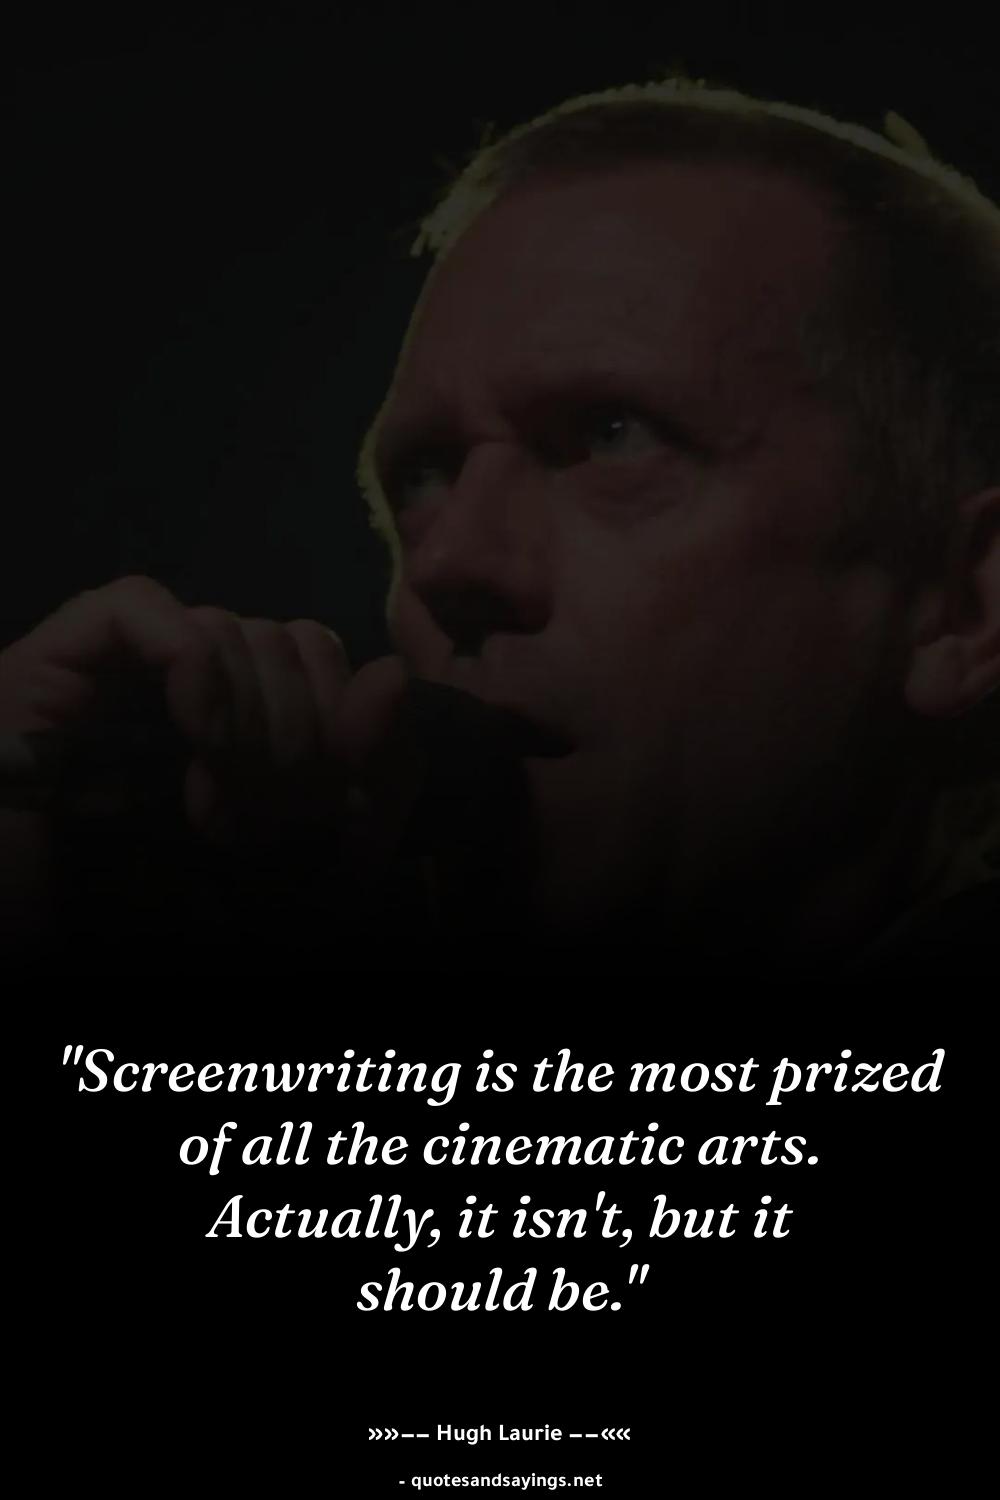 "Screenwriting is the most prized
of all the cinematic arts.
Actually, it isn't, but it
should be."
»»–– Hugh Laurie ––««
- quotesandsayings.net